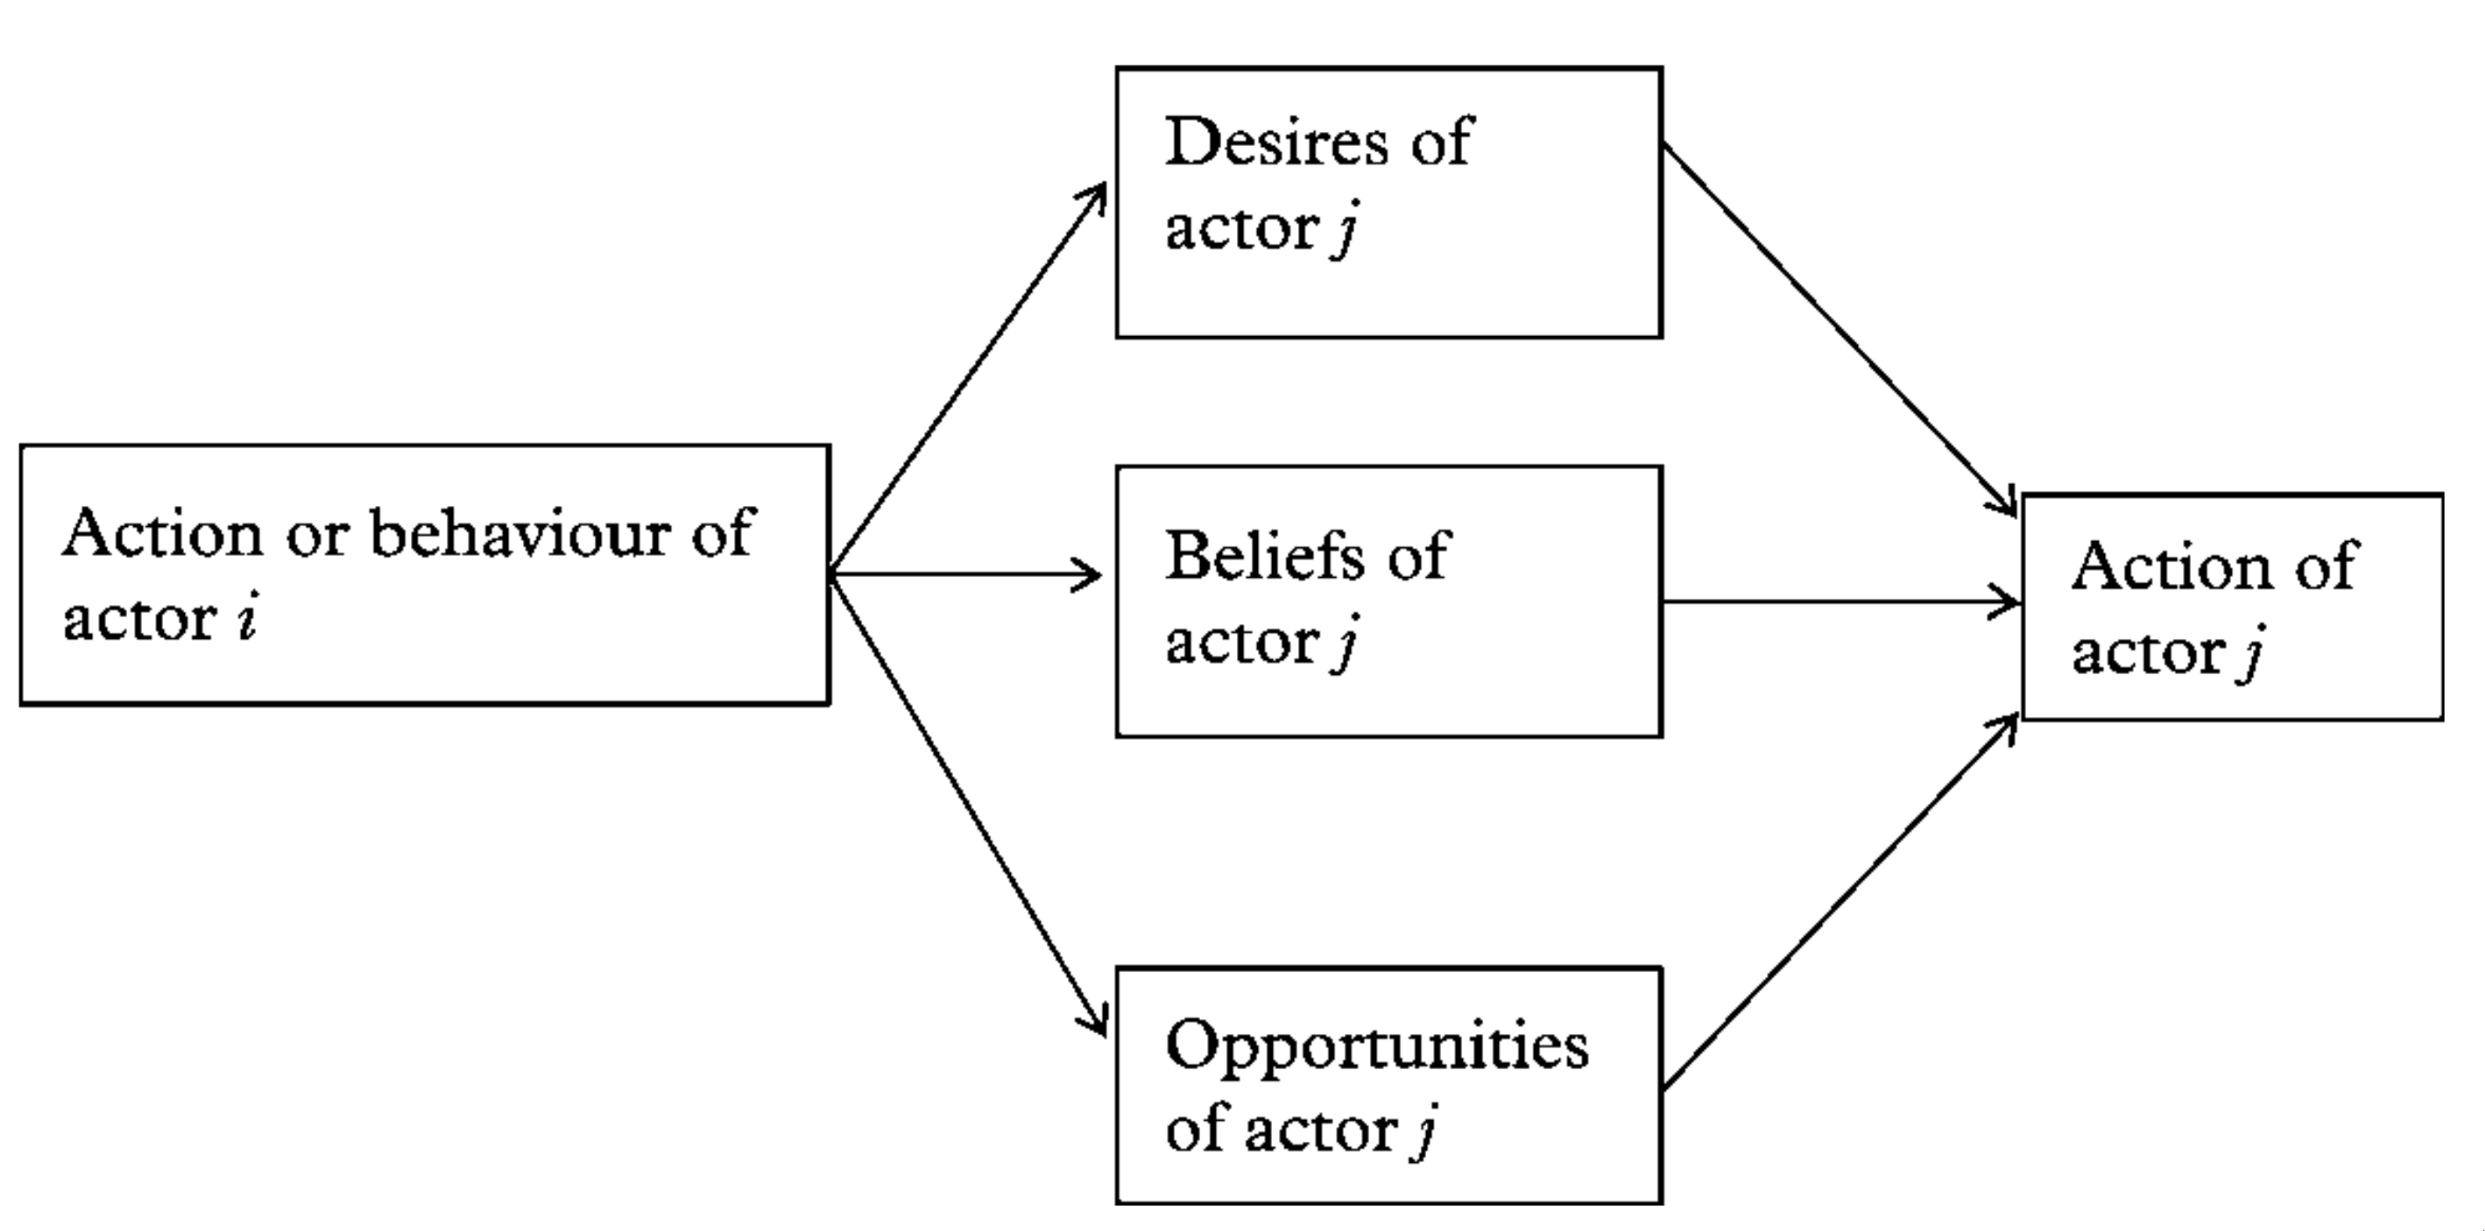 Action or behaviour of
actor i
Desires of
actor j
Beliefs of
actor j
Opportunities
of actor j
Action of
actor j